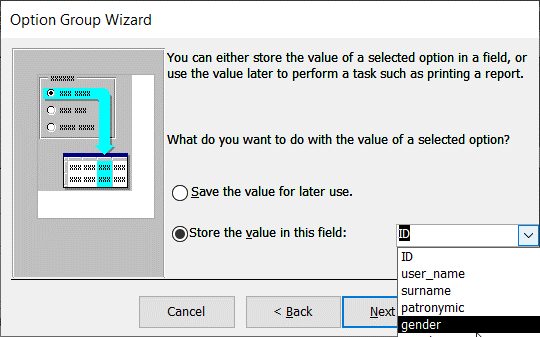 Option Group Wizard
You can either store the value of a selected option in a field, or
use the value later to perform a task such as printing a report.
What do you want to do with the value of a selected option?
Save the value for later use.
Store the value in this field:
ID
ID
user_name
surname
patronymic
gender
Cancel
< Back
Next